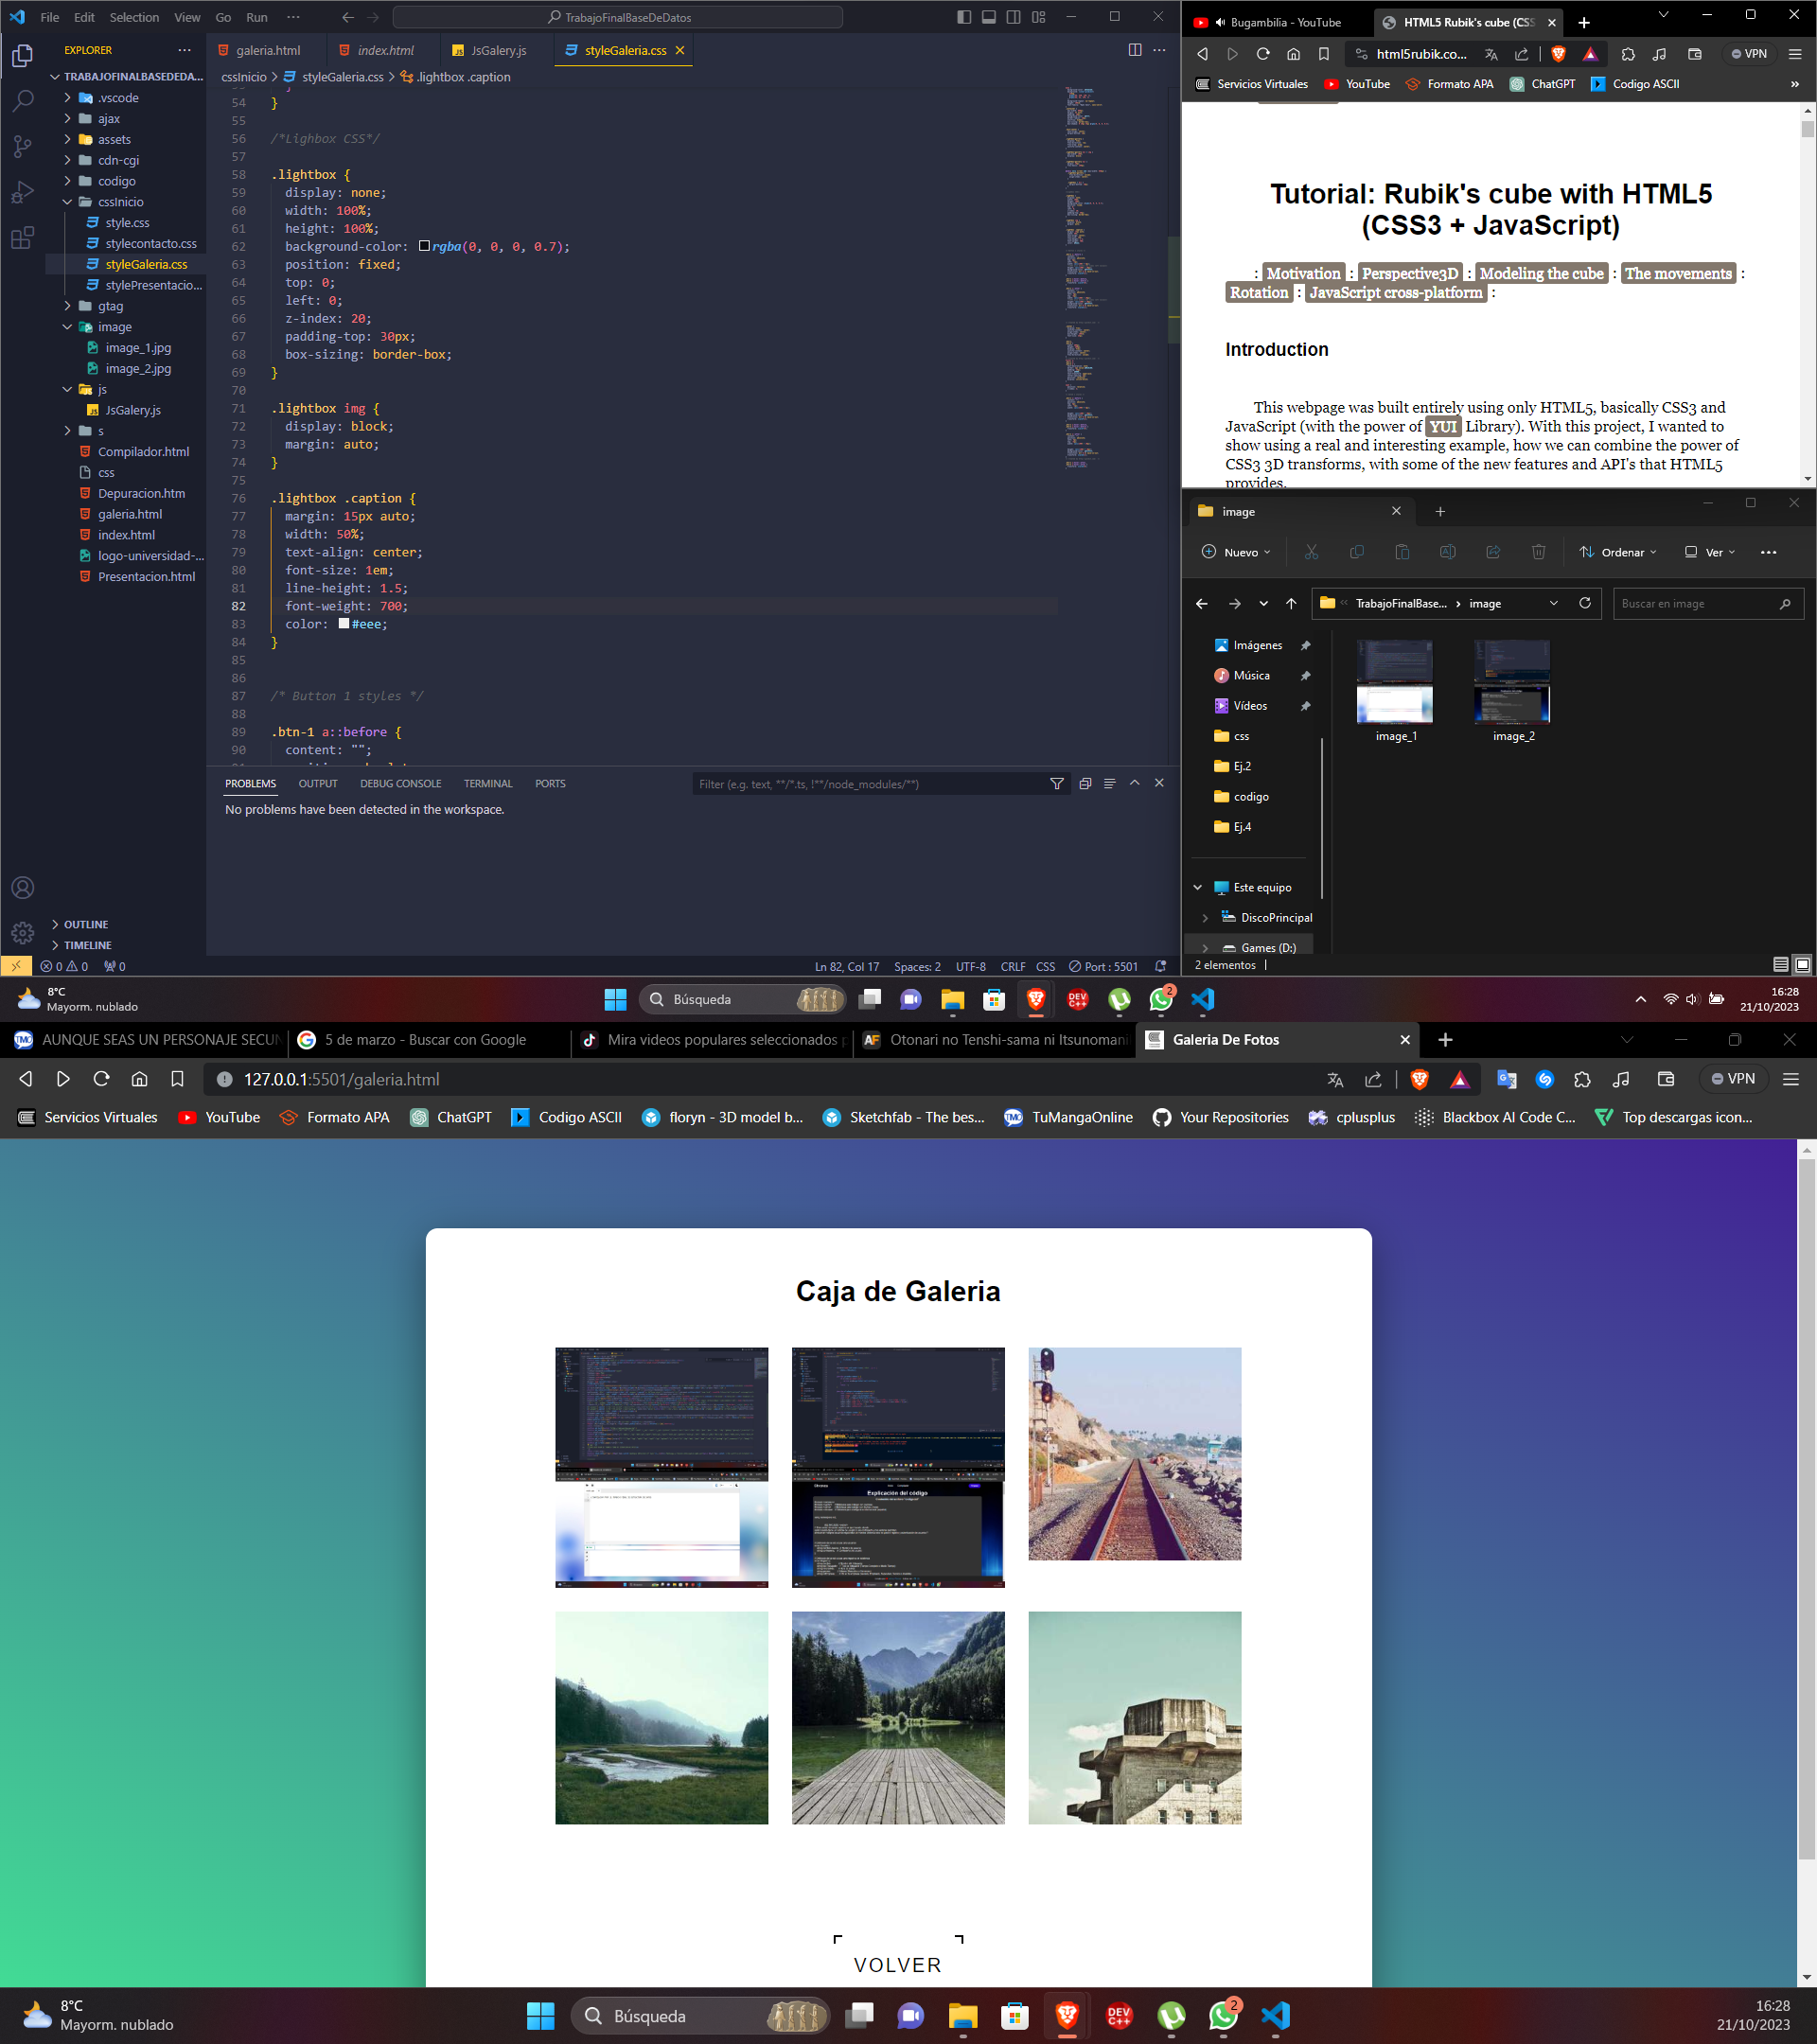 File Edit Selection View Go Run ··· TrabajoFinalBaseDeDatos
EXPLORER ···
TRABAJOFINALBASEDEDA...
.vscode
ajax
assets
cdn-cgi
codigo
cssInicio
style.css
stylecontacto.css
styleGaleria.css
stylePresentacio...
gtag
image
image_1.jpg
image_2.jpg
js
JsGalery.js
s
Compilador.html
css
Depuracion.htm
galeria.html
index.html
logo-universidad-...
Presentacion.html
OUTLINE
TIMELINE
galeria.html index.html JsGalery.js styleGaleria.css
cssInicio > styleGaleria.css > .lightbox .caption
54 }
55
56 /*Lighbox CSS*/
57
58 .lightbox {
59 display: none;
60 width: 100%;
61 height: 100%;
62 background-color: rgba(0, 0, 0, 0.7);
63 position: fixed;
64 top: 0;
65 left: 0;
66 z-index: 20;
67 padding-top: 30px;
68 box-sizing: border-box;
69 }
70
71 .lightbox img {
72 display: block;
73 margin: auto;
74 }
75
76 .lightbox .caption {
77 margin: 15px auto;
78 width: 50%;
79 text-align: center;
80 font-size: 1em;
81 line-height: 1.5;
82 font-weight: 700;
83 color: #eee;
84 }
85
86
87 /* Button 1 styles */
88
89 .btn-1 a::before {
90 content: "";
PROBLEMS OUTPUT DEBUG CONSOLE TERMINAL PORTS Filter (e.g. text, **/*.ts, !**/node_modules/**)
No problems have been detected in the workspace.
0 0 0 Ln 82, Col 17 Spaces: 2 UTF-8 CRLF CSS Port : 5501
Bugambilia - YouTube HTML5 Rubik's cube (CSS
html5rubik.co... VPN
Servicios Virtuales YouTube Formato APA ChatGPT Codigo ASCII »
Tutorial: Rubik's cube with HTML5
(CSS3 + JavaScript)
: Motivation : Perspective3D : Modeling the cube : The movements :
Rotation : JavaScript cross-platform :
Introduction
This webpage was built entirely using only HTML5, basically CSS3 and
JavaScript (with the power of YUI Library). With this project, I wanted to
show using a real and interesting example, how we can combine the power of
CSS3 3D transforms, with some of the new features and API's that HTML5
provides.
image
Nuevo Ordenar Ver ···
« TrabajoFinalBase... > image Buscar en image
Imágenes
Música
Vídeos
css
Ej.2
codigo
Ej.4
Este equipo
DiscoPrincipal
Games (D:)
image_1 image_2
2 elementos
8°C
Mayorm. nublado
Búsqueda
DEV C++
2
16:28
21/10/2023
AUNQUE SEAS UN PERSONAJE SECUN 5 de marzo - Buscar con Google Mira videos populares seleccionados p Otonari no Tenshi-sama ni Itsunomani Galeria De Fotos
127.0.0.1:5501/galeria.html VPN
Servicios Virtuales YouTube Formato APA ChatGPT Codigo ASCII floryn - 3D model b... Sketchfab - The bes... TuMangaOnline Your Repositories cplusplus Blackbox AI Code C... Top descargas icon...
Caja de Galeria
Explicación del código
VOLVER
8°C
Mayorm. nublado
Búsqueda
DEV C++
2
16:28
21/10/2023